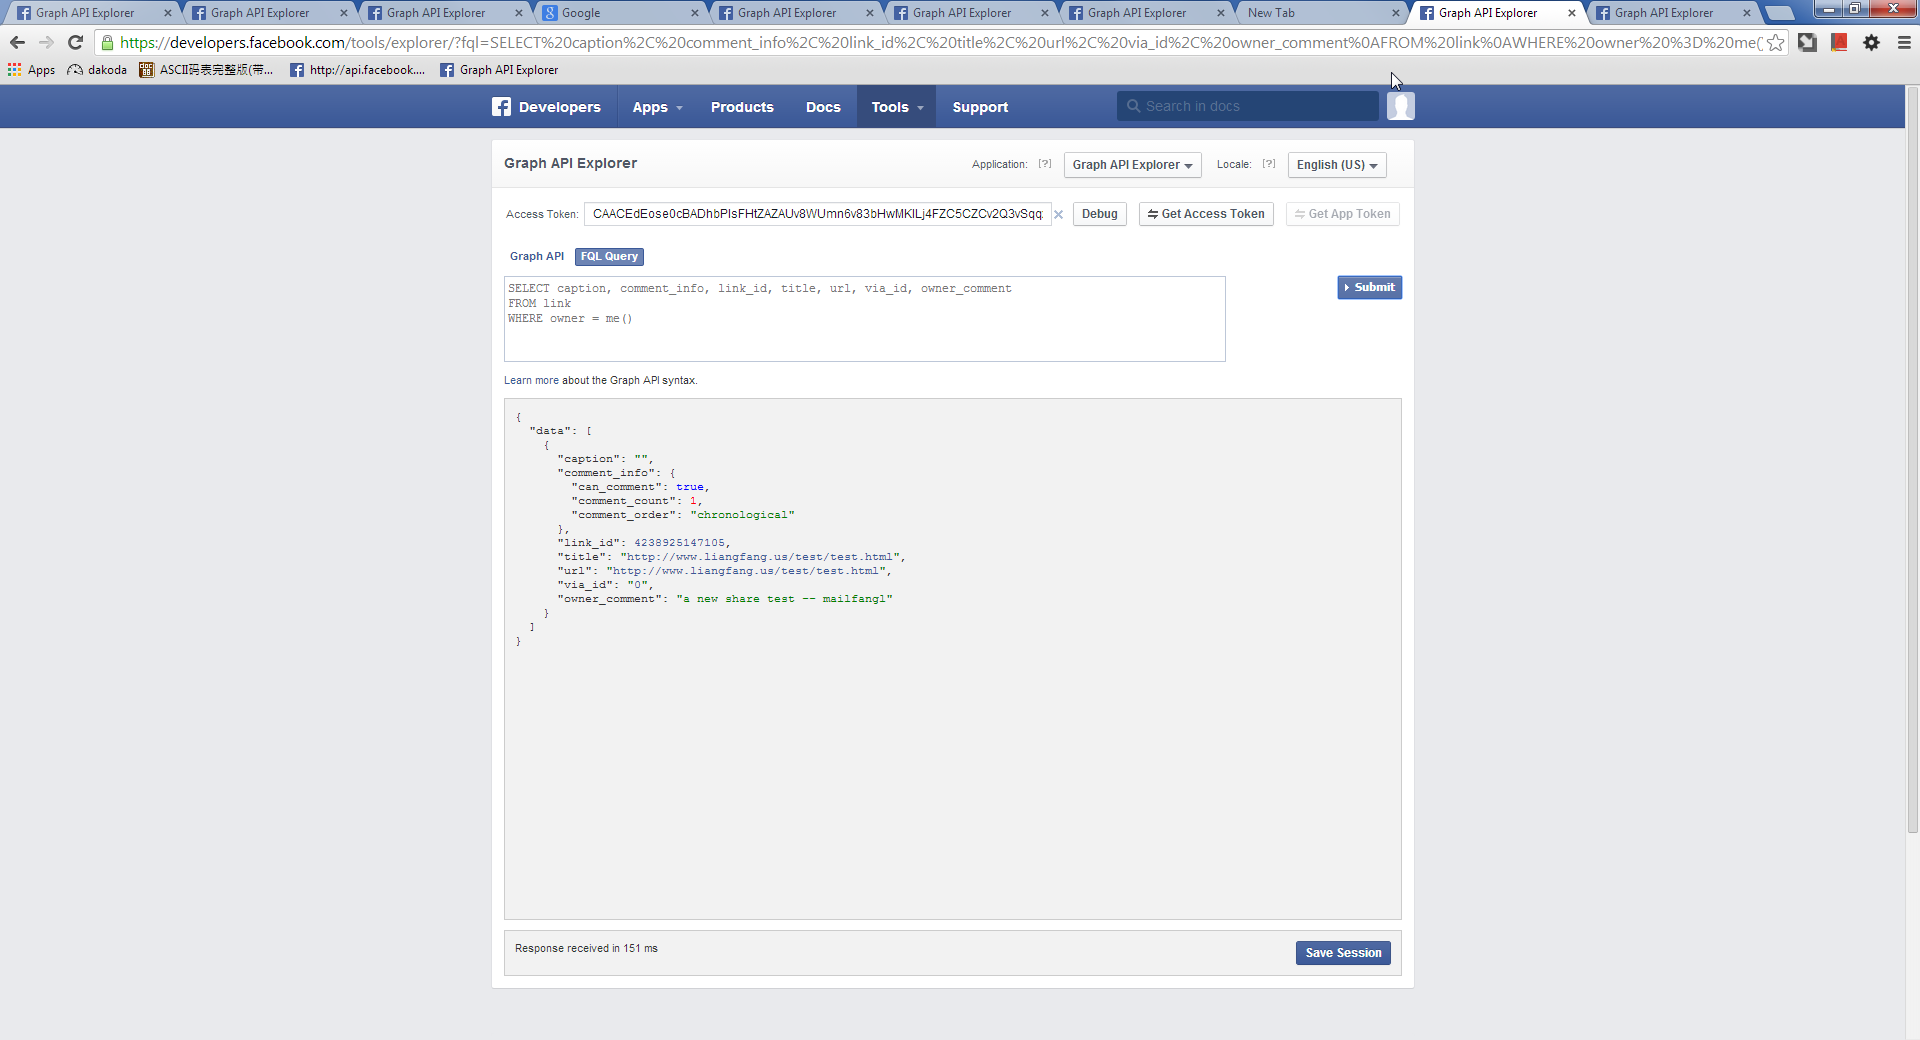 Graph API Explorer
Graph API Explorer
Graph API Explorer
Google
Graph API Explorer
Graph API Explorer
Graph API Explorer
New Tab
Graph API Explorer
Graph API Explorer
https://developers.facebook.com/tools/explorer/?fql=SELECT%20caption%2C%20comment_info%2C%20link_id%2C%20title%2C%20url%2C%20via_id%2C%20owner_comment%0AFROM%20link%0AWHERE%20owner%20%3D%20me()
Apps
dakoda
ASCII码表完整版(带...
http://api.facebook....
Graph API Explorer
Developers
Apps
Products
Docs
Tools
Support
Search in docs
Graph API Explorer
Application: [?]
Graph API Explorer
Locale: [?]
English (US)
Access Token:
Debug
Get Access Token
Get App Token
Graph API
FQL Query
SELECT caption, comment_info, link_id, title, url, via_id, owner_comment
FROM link
WHERE owner = me()
Submit
Learn more about the Graph API syntax.
{
"data": [
{
"caption": "",
"comment_info": {
"can_comment": true,
"comment_count": 1,
"comment_order": "chronological"
},
"link_id": 4238925147105,
"title": "http://www.liangfang.us/test/test.html",
"url": "http://www.liangfang.us/test/test.html",
"via_id": "0",
"owner_comment": "a new share test -- mailfangl"
}
]
}
Response received in 151 ms
Save Session